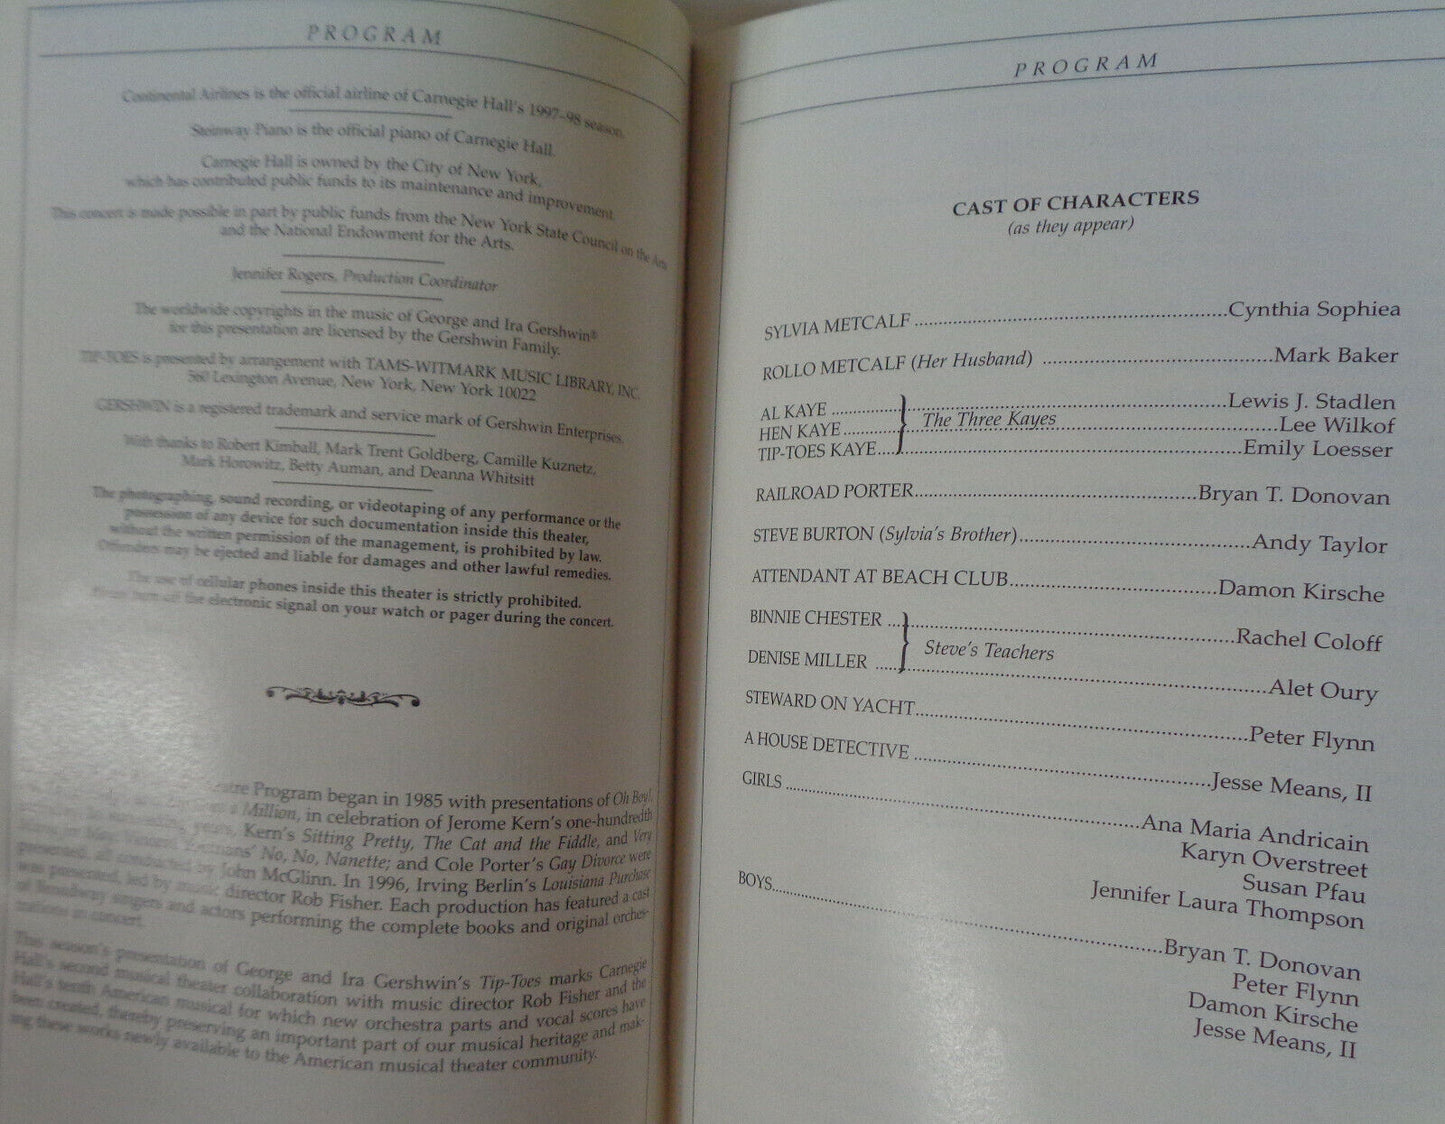 PROGRAM
Continental Airlines is the official airline of Carnegie Hall's 1997–98 season.
Steinway Piano is the official piano of Carnegie Hall.
Carnegie Hall is owned by the City of New York,
which has contributed public funds to its maintenance and improvement.
This concert is made possible in part by public funds from the New York State Council on the Arts
and the National Endowment for the Arts.
Jennifer Rogers, Production Coordinator
The worldwide copyrights in the music of George and Ira Gershwin®
for this presentation are licensed by the Gershwin Family.
TIP-TOES is presented by arrangement with TAMS-WITMARK MUSIC LIBRARY, INC.
560 Lexington Avenue, New York, New York 10022
GERSHWIN is a registered trademark and service mark of Gershwin Enterprises.
With thanks to Robert Kimball, Mark Trent Goldberg, Camille Kuznetz,
Mark Horowitz, Betty Auman, and Deanna Whitsitt
The photographing, sound recording, or videotaping of any performance or the
possession of any device for such documentation inside this theater,
without the written permission of the management, is prohibited by law.
Offenders may be ejected and liable for damages and other lawful remedies.
The use of cellular phones inside this theater is strictly prohibited.
Please turn off the electronic signal on your watch or pager during the concert.
Program began in 1985 with presentations of Oh Boy!,
a Million, in celebration of Jerome Kern's one-hundredth
years, Kern's Sitting Pretty, The Cat and the Fiddle, and Very
Youmans' No, No, Nanette; and Cole Porter's Gay Divorce were
presented, all conducted by John McGlinn. In 1996, Irving Berlin's Louisiana Purchase
was presented, led by music director Rob Fisher. Each production has featured a cast
of Broadway singers and actors performing the complete books and original orches-
trations in concert.
This season's presentation of George and Ira Gershwin's Tip-Toes marks Carnegie
Hall's second musical theater collaboration with music director Rob Fisher and the
Hall's tenth American musical for which new orchestra parts and vocal scores have
been created, thereby preserving an important part of our musical heritage and mak-
ing these works newly available to the American musical theater community.
PROGRAM
CAST OF CHARACTERS
(as they appear)
SYLVIA METCALF ........ Cynthia Sophiea
ROLLO METCALF (Her Husband) ........ Mark Baker
AL KAYE ........ Lewis J. Stadlen
HEN KAYE ........ The Three Kayes ........ Lee Wilkof
TIP-TOES KAYE ........ Emily Loesser
RAILROAD PORTER ........ Bryan T. Donovan
STEVE BURTON (Sylvia's Brother) ........ Andy Taylor
ATTENDANT AT BEACH CLUB ........ Damon Kirsche
BINNIE CHESTER ........ Rachel Coloff
Steve's Teachers
DENISE MILLER ........ Alet Oury
STEWARD ON YACHT ........ Peter Flynn
A HOUSE DETECTIVE ........ Jesse Means, II
GIRLS ........ Ana Maria Andricain
Karyn Overstreet
Susan Pfau
Jennifer Laura Thompson
BOYS ........ Bryan T. Donovan
Peter Flynn
Damon Kirsche
Jesse Means, II